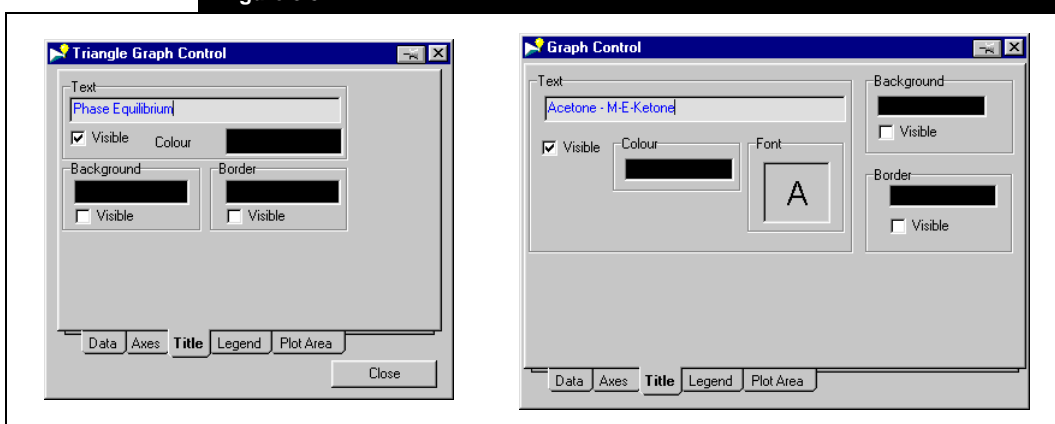 Triangle Graph Control
Text
Phase Equilibrium
Visible Colour
Background Border
Visible Visible
Data Axes Title Legend Plot Area
Close
Graph Control
Text
Acetone - M-E-Ketone
Visible Colour Font
A
Background
Visible
Border
Visible
Data Axes Title Legend Plot Area